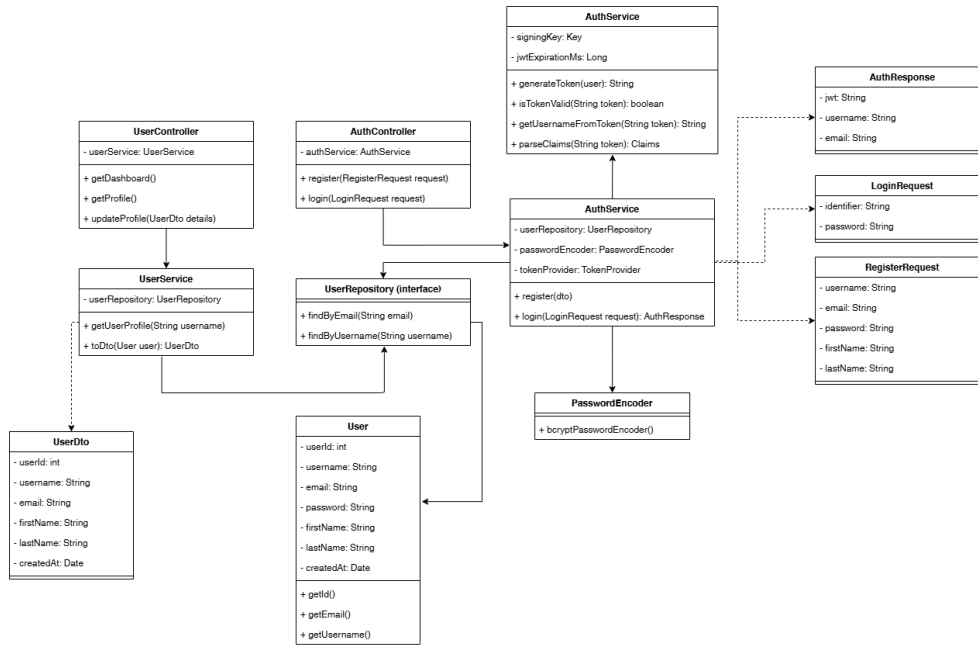 AuthService
- signingKey: Key
- jwtExpirationMs: Long
+ generateToken(user): String
+ isTokenValid(String token): boolean
+ getUsernameFromToken(String token): String
+ parseClaims(String token): Claims
AuthResponse
- jwt: String
- username: String
- email: String
UserController
- userService: UserService
+ getDashboard()
+ getProfile()
+ updateProfile(UserDto details)
AuthController
- authService: AuthService
+ register(RegisterRequest request)
+ login(LoginRequest request)
LoginRequest
- identifier: String
- password: String
AuthService
- userRepository: UserRepository
- passwordEncoder: PasswordEncoder
- tokenProvider: TokenProvider
+ register(dto)
+ login(LoginRequest request): AuthResponse
RegisterRequest
- username: String
- email: String
- password: String
- firstName: String
- lastName: String
UserService
- userRepository: UserRepository
+ getUserProfile(String username)
+ toDto(User user): UserDto
UserRepository (interface)
+ findByEmail(String email)
+ findByUsername(String username)
PasswordEncoder
+ bcryptPasswordEncoder()
UserDto
- userId: int
- username: String
- email: String
- firstName: String
- lastName: String
- createdAt: Date
User
- userId: int
- username: String
- email: String
- password: String
- firstName: String
- lastName: String
- createdAt: Date
+ getId()
+ getEmail()
+ getUsername()